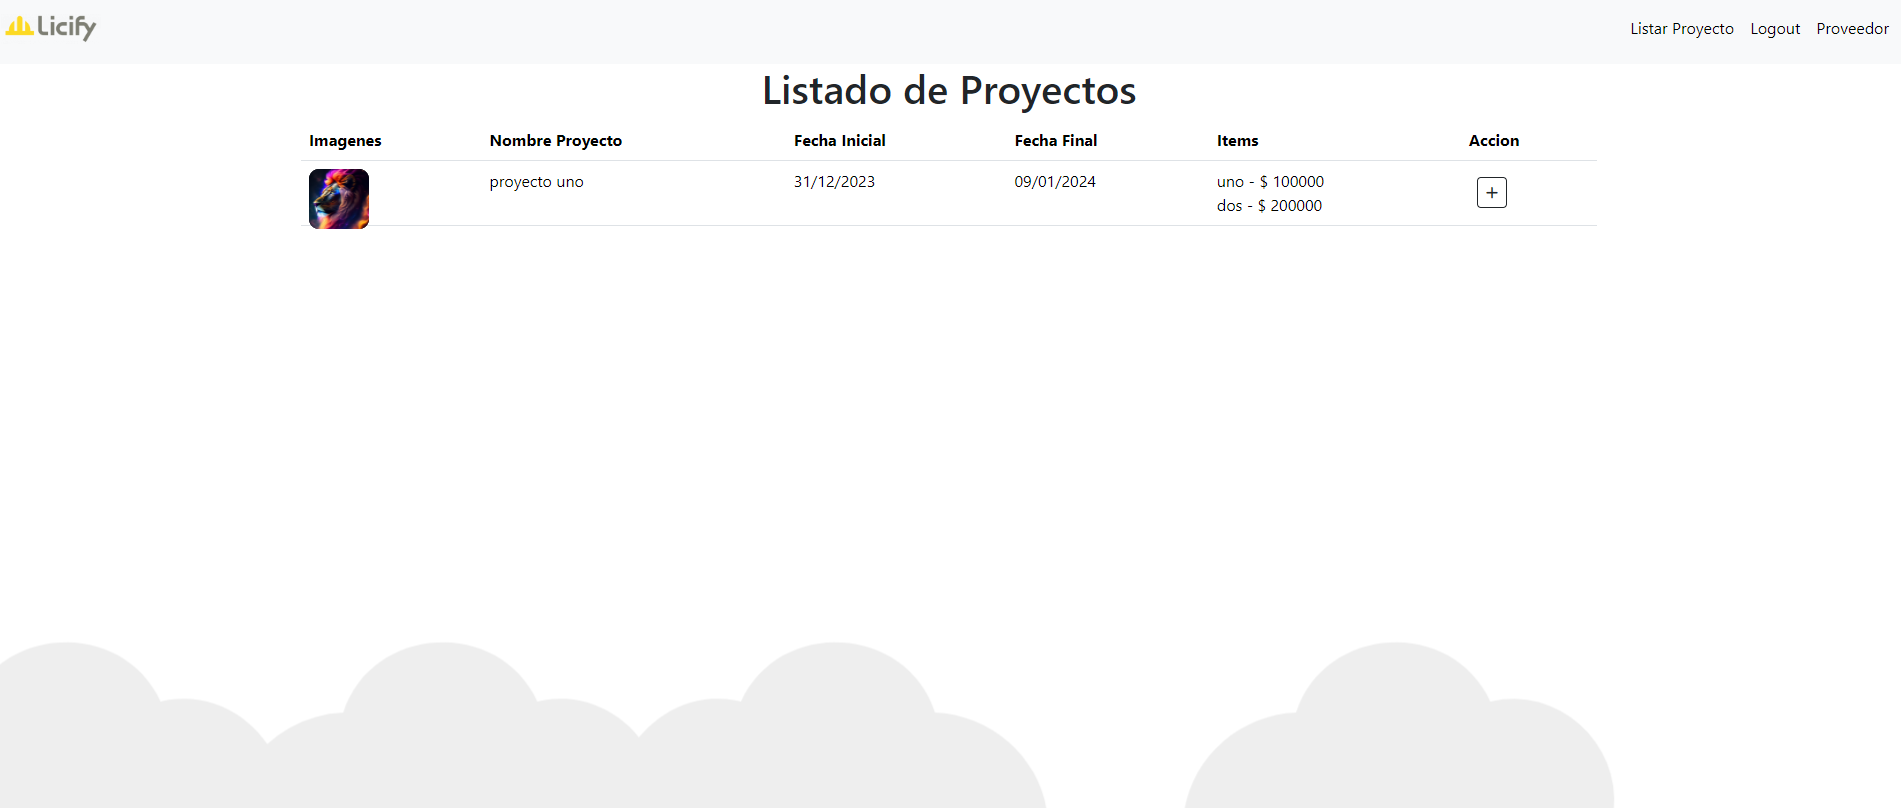 Licify
Listar Proyecto Logout Proveedor
Listado de Proyectos
Imagenes Nombre Proyecto Fecha Inicial Fecha Final Items Accion
proyecto uno 31/12/2023 09/01/2024 uno - $ 100000
dos - $ 200000
+